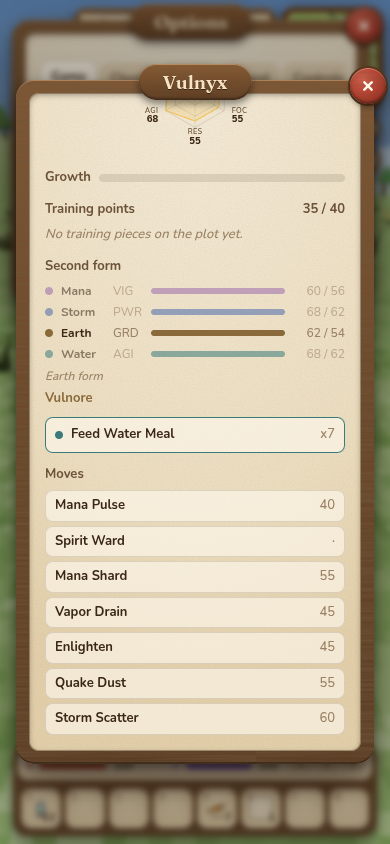 Options
Vulnyx
AGI
68
FOC
55
RES
55
Growth
Training points 35 / 40
No training pieces on the plot yet.
Second form
Mana VIG 60 / 56
Storm PWR 68 / 62
Earth GRD 62 / 54
Water AGI 68 / 62
Earth form
Vulnore
Feed Water Meal x7
Moves
Mana Pulse 40
Spirit Ward ·
Mana Shard 55
Vapor Drain 45
Enlighten 45
Quake Dust 55
Storm Scatter 60